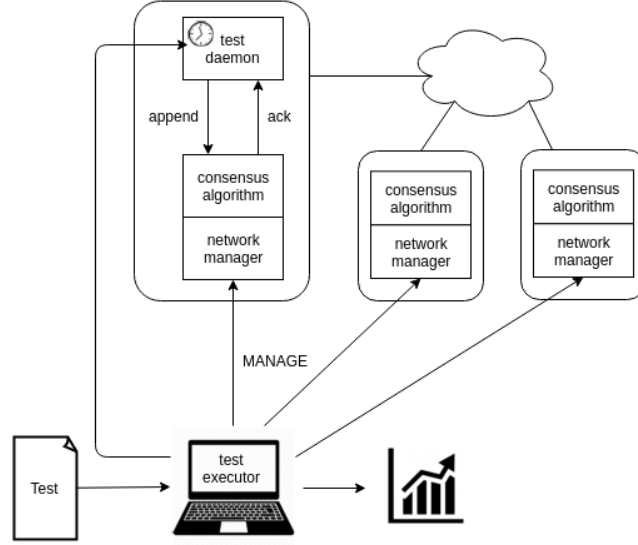 test
daemon
append
ack
consensus
algorithm
network
manager
consensus
algorithm
network
manager
consensus
algorithm
network
manager
MANAGE
Test
test
executor